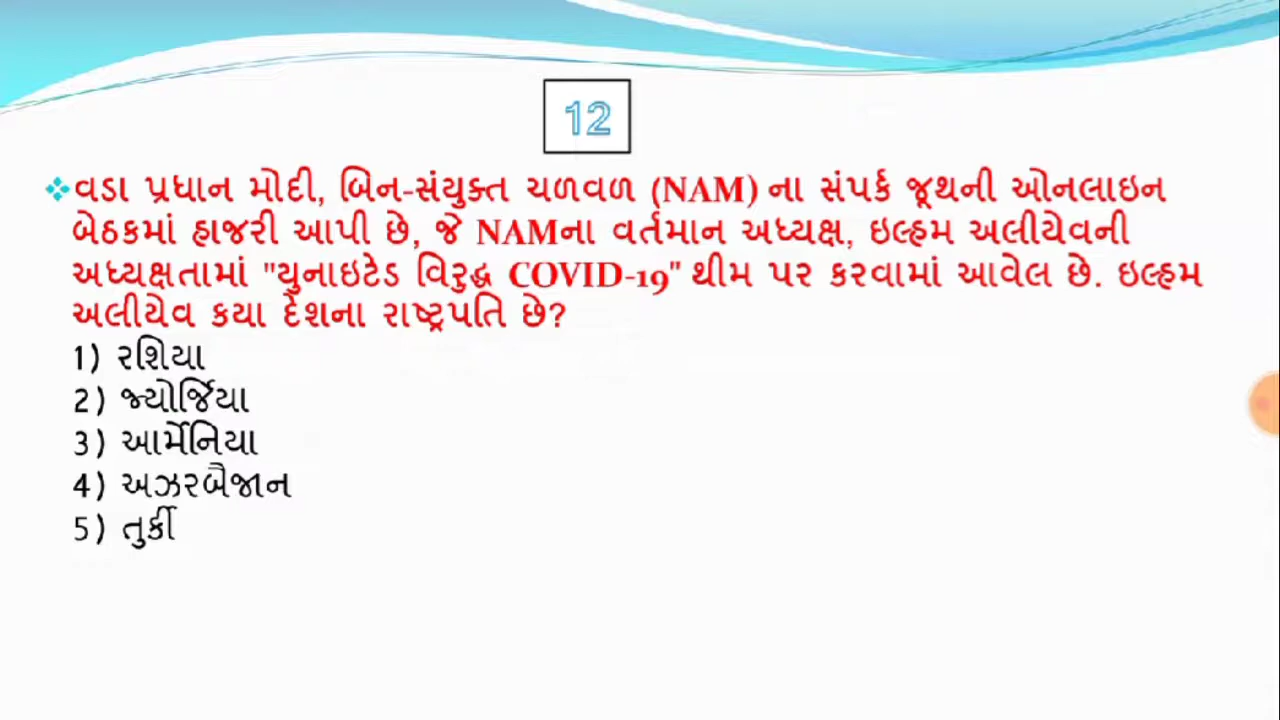 12
❖વડા પ્રધાન મોદી, બિન-સંયુક્ત ચળવળ (NAM) ના સંપર્ક જૂથની ઓનલાઇન
બેઠકમાં હાજરી આપી છે, જે NAMના વર્તમાન અધ્યક્ષ, ઇલ્હમ અલીયેવની
અધ્યક્ષતામાં "યુનાઇટેડ વિરુદ્ધ COVID-19" થીમ પર કરવામાં આવેલ છે. ઇલ્હમ
અલીયેવ કયા દેશના રાષ્ટ્રપતિ છે?
1) રશિયા
2) જ્યોર્જિયા
3) આર્મેનિયા
4) અઝરબૈજાન
5) તુર્કી